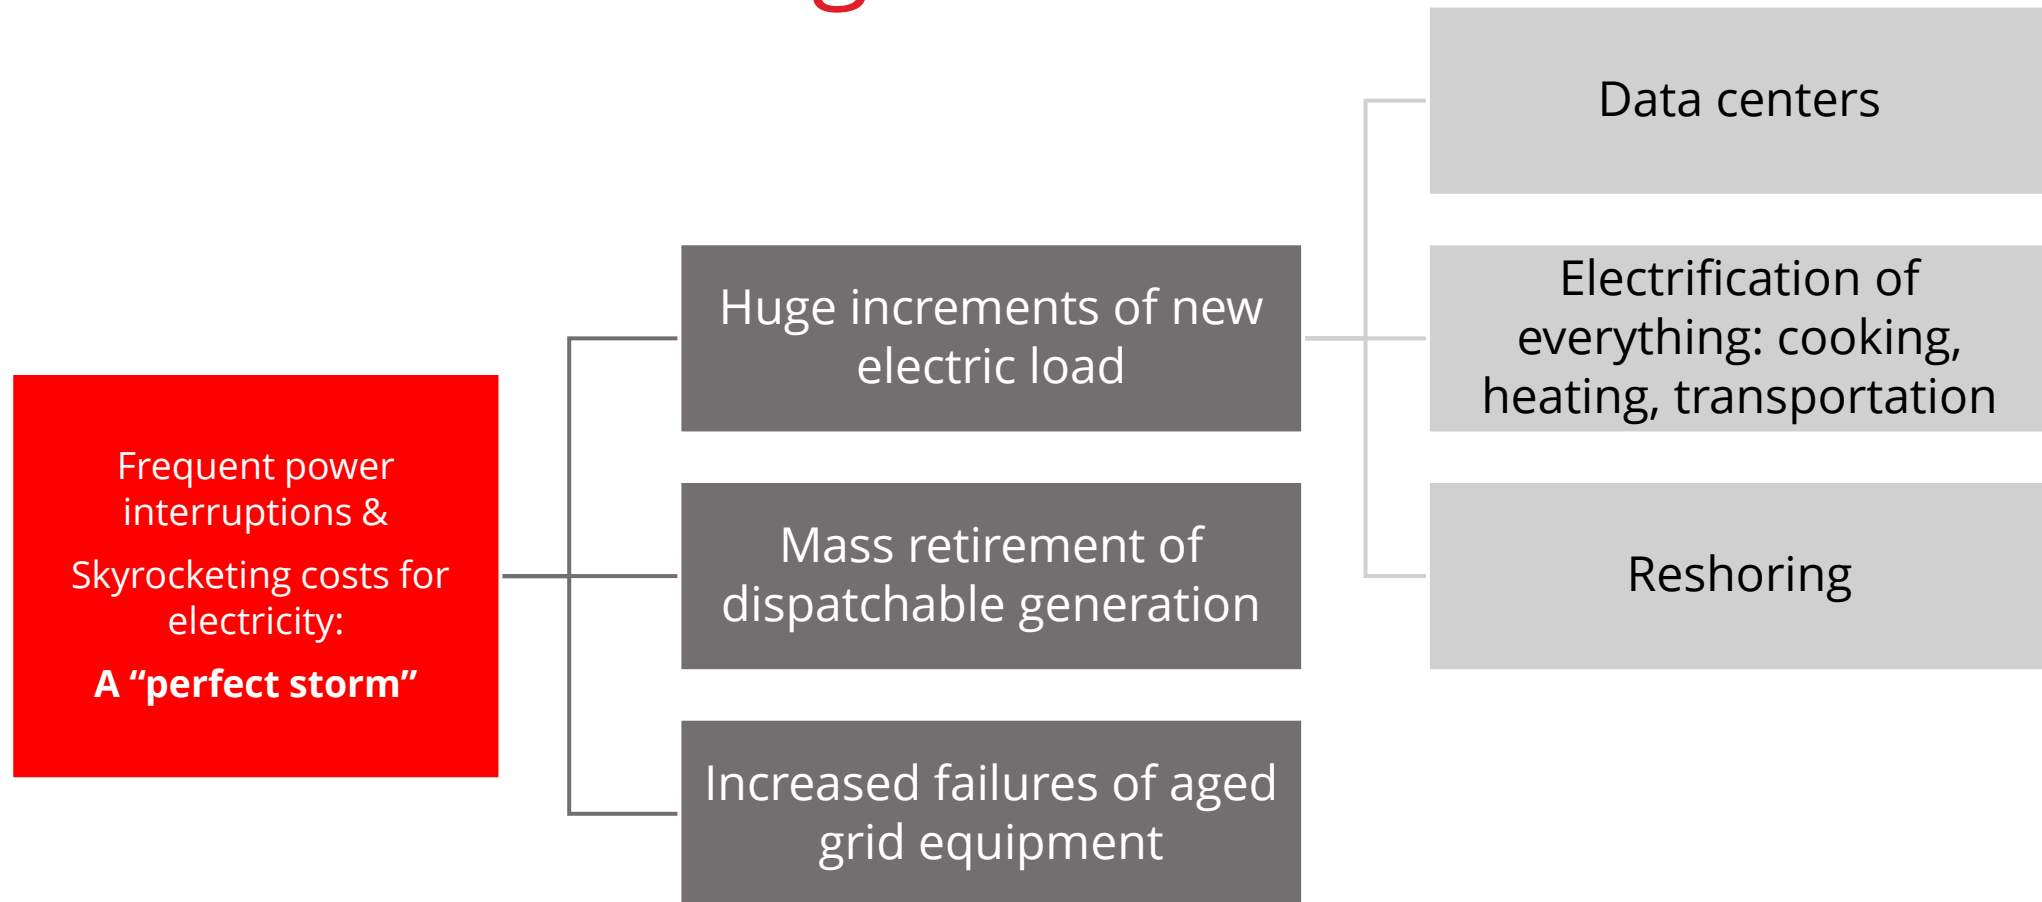 Frequent power
interruptions &
Skyrocketing costs for
electricity:
A “perfect storm”
Huge increments of new
electric load
Mass retirement of
dispatchable generation
Increased failures of aged
grid equipment
Data centers
Electrification of
everything: cooking,
heating, transportation
Reshoring